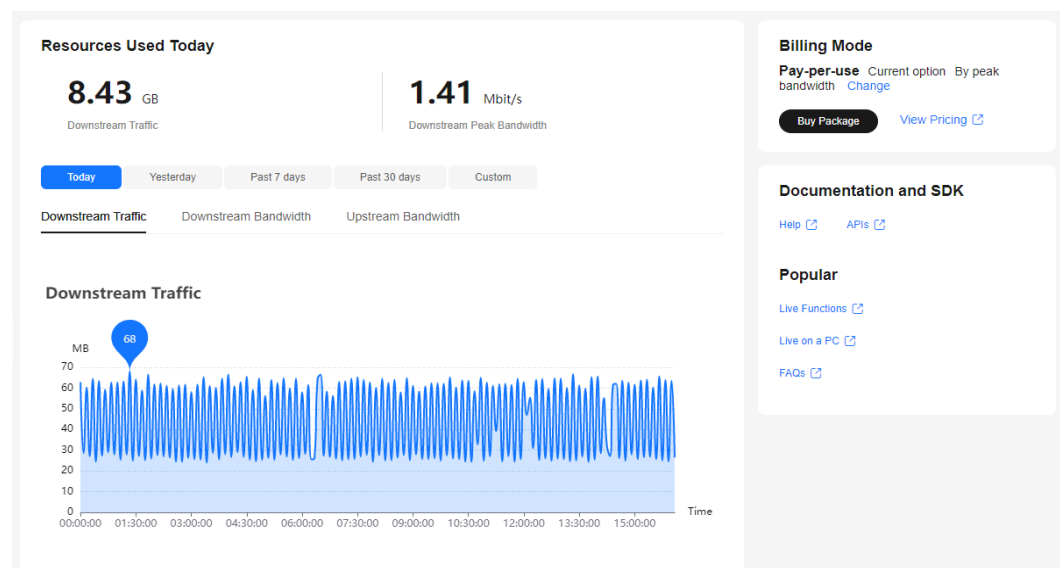 Resources Used Today
8.43 GB
Downstream Traffic
1.41 Mbit/s
Downstream Peak Bandwidth
Today
Yesterday
Past 7 days
Past 30 days
Custom
Downstream Traffic
Downstream Bandwidth
Upstream Bandwidth
Downstream Traffic
68
MB
70
60
50
40
30
20
10
0
00:00:00
01:30:00
03:00:00
04:30:00
06:00:00
07:30:00
09:00:00
10:30:00
12:00:00
13:30:00
15:00:00
Time
Billing Mode
Pay-per-use Current option By peak
bandwidth Change
Buy Package
View Pricing
Documentation and SDK
Help
APIs
Popular
Live Functions
Live on a PC
FAQs